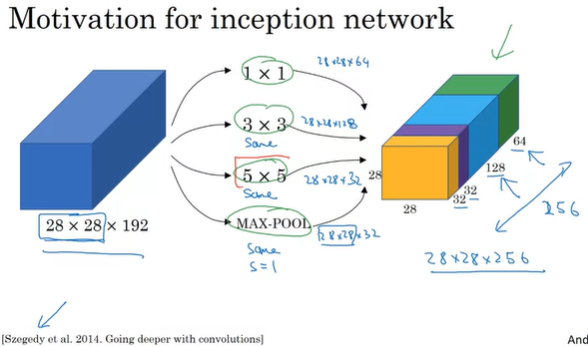 Motivation for inception network
28×28×64
1 × 1
3 × 3
28×28×128
same
64
5 × 5
28×28×32
28
128
same
32
32
28
256
28 × 28 × 192
MAX-POOL
28×28×32
same
s=1
28×28×256
[Szegedy et al. 2014. Going deeper with convolutions]
And